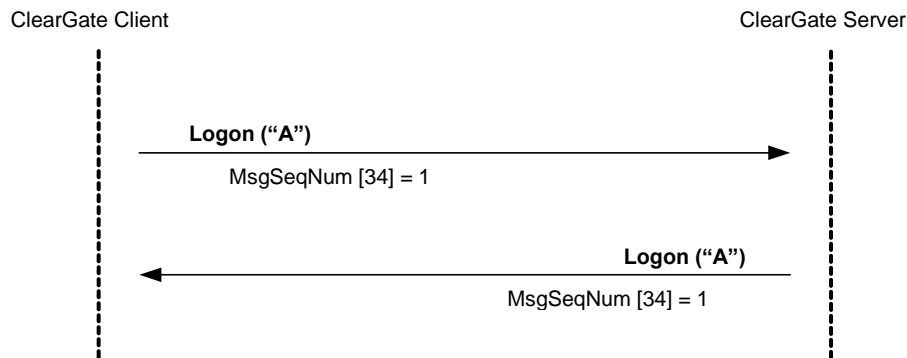 ClearGate Client
ClearGate Server
Logon (“A”)
MsgSeqNum [34] = 1
Logon (“A”)
MsgSeqNum [34] = 1